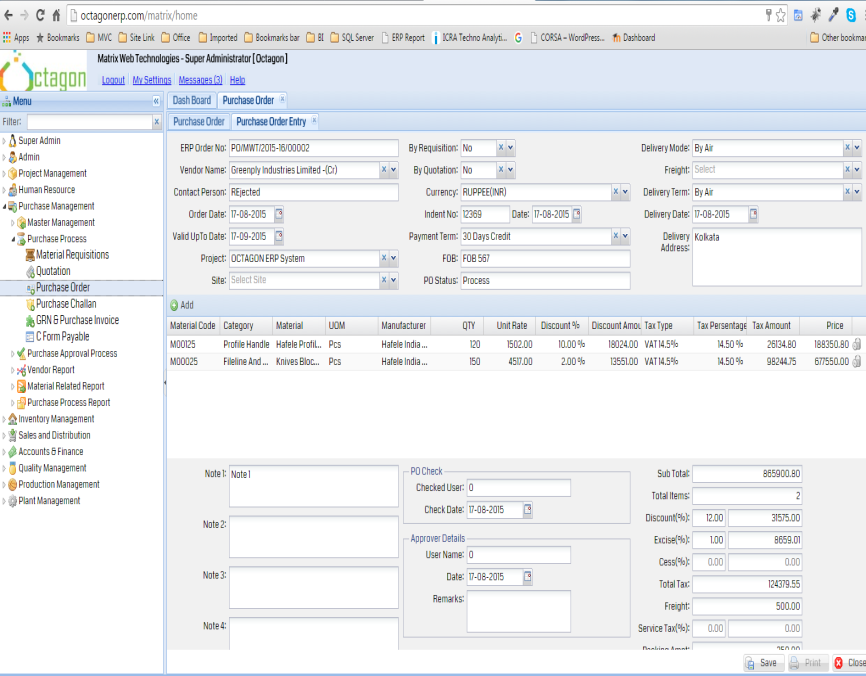 octagonerp.com/matrix/home
Apps Bookmarks MVC Site Link Office Imported Bookmarks bar BI SQL Server ERP Report ICRA Techno Analyti... CORSA – WordPress... Dashboard Other bookmar
Octagon
Matrix Web Technologies - Super Administrator [ Octagon ]
Logout My Settings Messages (3) Help
Menu Dash Board Purchase Order
Filter: Purchase Order Purchase Order Entry
Super Admin
Admin
Project Management
Human Resource
Purchase Management
Master Management
Purchase Process
Material Requisitions
Quotation
Purchase Order
Purchase Challan
GRN & Purchase Invoice
C Form Payable
Purchase Approval Process
Vendor Report
Material Related Report
Purchase Process Report
Inventory Management
Sales and Distribution
Accounts & Finance
Quality Management
Production Management
Plant Management
ERP Order No: PO/MWT/2015-16/00002 By Requisition: No Delivery Mode: By Air
Vendor Name: Greenply Industries Limited -(Cr) By Quotation: No Freight: Select
Contact Person: REjected Currency: RUPPEE(INR) Delivery Term: By Air
Order Date: 17-08-2015 Indent No: 12369 Date: 17-08-2015 Delivery Date: 17-08-2015
Valid UpTo Date: 17-09-2015 Payment Term: 30 Days Credit Delivery Address: Kolkata
Project: OCTAGON ERP System FOB: FOB 567
Site: Select Site PO Status: Process
Add
Material Code Category Material UOM Manufacturer QTY Unit Rate Discount % Discount Amou Tax Type Tax Persentage Tax Amount Price
M00125 Profile Handle Hafele Profil... Pcs Hafele India ... 120 1502.00 10.00 % 18024.00 VAT 14.5% 14.50 % 26134.80 188350.80
M00025 Fileline And ... Knives Bloc... Pcs Hafele India ... 150 4517.00 2.00 % 13551.00 VAT 14.5% 14.50 % 98244.75 677550.00
Note 1: Note 1
Note 2:
Note 3:
Note 4:
PO Check
Checked User: 0
Check Date: 17-08-2015
Approver Details
User Name: 0
Date: 17-08-2015
Remarks:
Sub Total: 865900.80
Total Items: 2
Discount(%): 12.00 31575.00
Excise(%): 1.00 8659.01
Cess(%): 0.00 0.00
Total Tax: 124379.55
Freight: 500.00
Service Tax(%): 0.00 0.00
Save Print Close